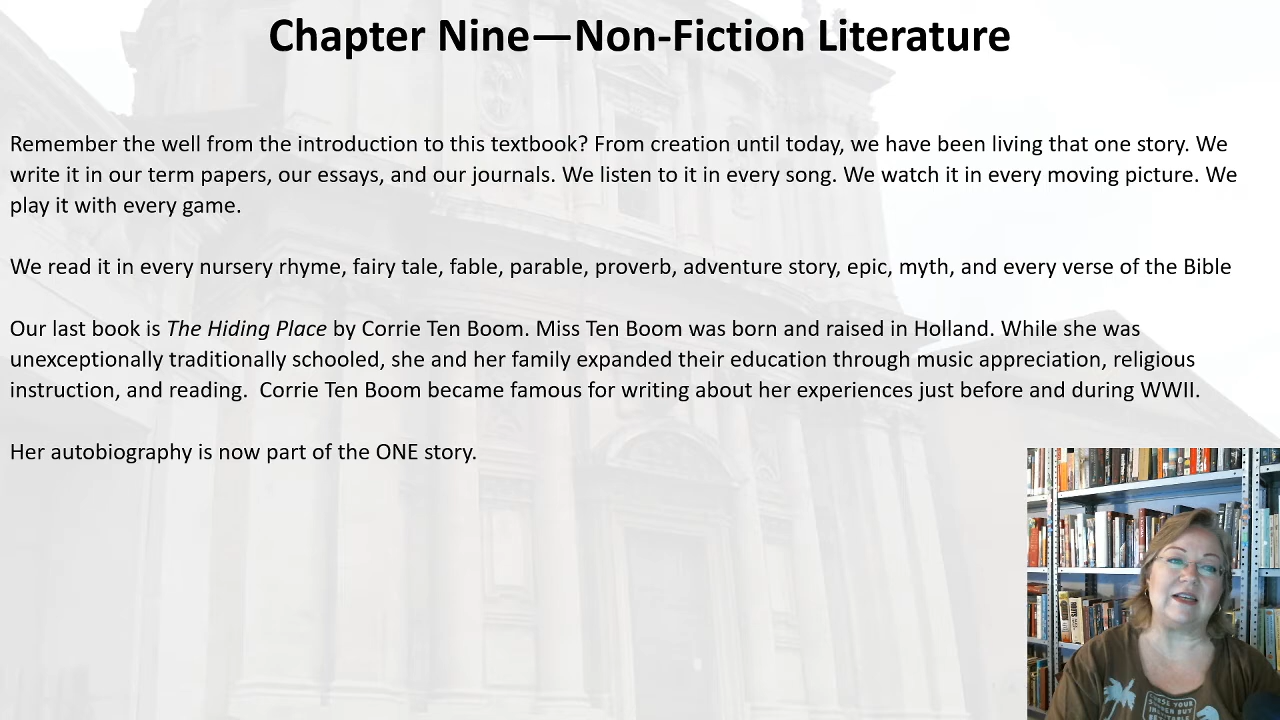 Chapter Nine—Non-Fiction Literature
Remember the well from the introduction to this textbook? From creation until today, we have been living that one story. We
write it in our term papers, our essays, and our journals. We listen to it in every song. We watch it in every moving picture. We
play it with every game.
We read it in every nursery rhyme, fairy tale, fable, parable, proverb, adventure story, epic, myth, and every verse of the Bible
Our last book is The Hiding Place by Corrie Ten Boom. Miss Ten Boom was born and raised in Holland. While she was
unexceptionally traditionally schooled, she and her family expanded their education through music appreciation, religious
instruction, and reading.  Corrie Ten Boom became famous for writing about her experiences just before and during WWII.
Her autobiography is now part of the ONE story.